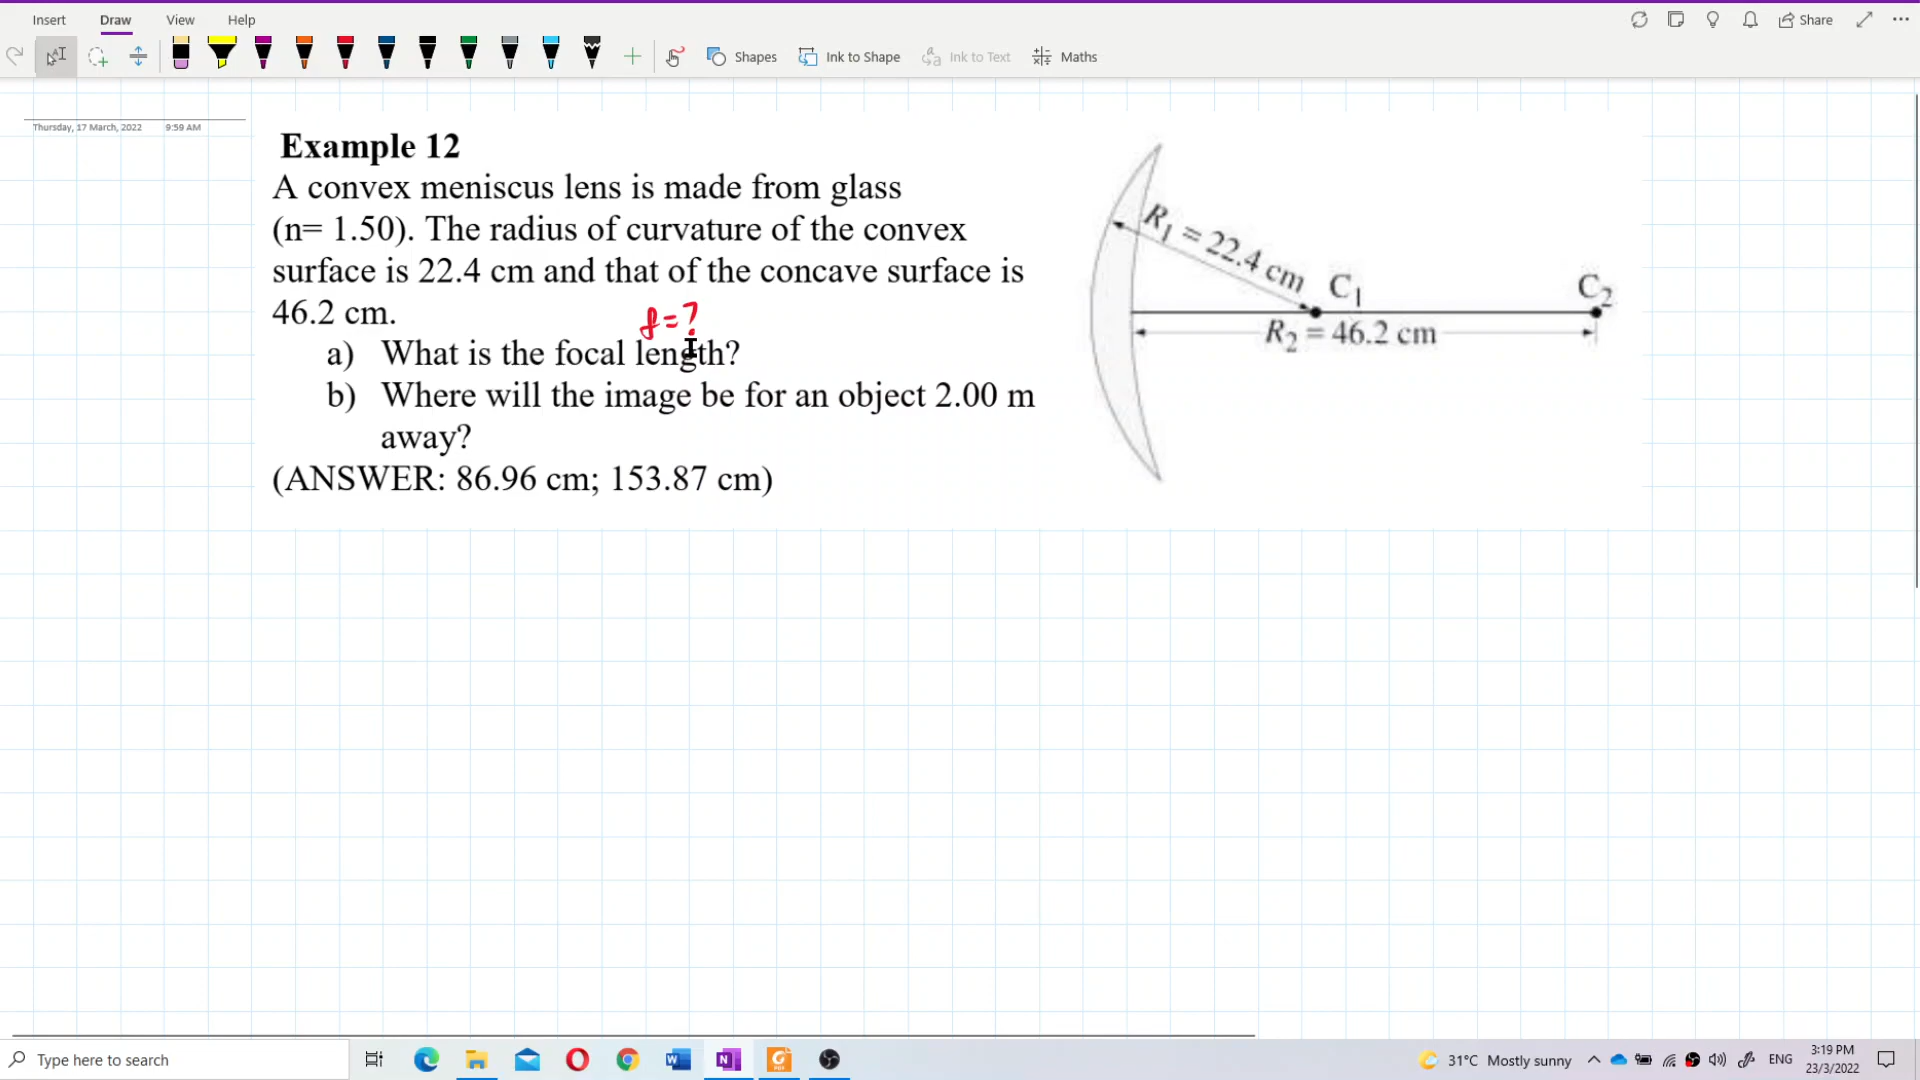 Insert Draw View Help
Share
Shapes Ink to Shape Ink to Text Maths
Thursday, 17 March, 2022 9:59 AM
Example 12
A convex meniscus lens is made from glass
(n= 1.50). The radius of curvature of the convex
surface is 22.4 cm and that of the concave surface is
46.2 cm.
f=?
a) What is the focal length?
b) Where will the image be for an object 2.00 m
away?
(ANSWER: 86.96 cm; 153.87 cm)
R1 = 22.4 cm
C1
C2
R2 = 46.2 cm
Type here to search
31°C Mostly sunny
ENG
3:19 PM
23/3/2022